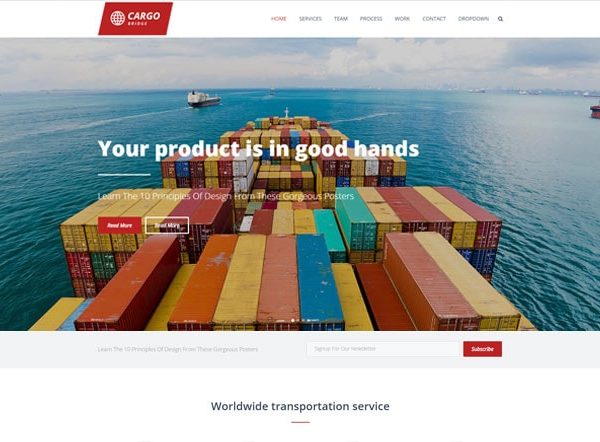 CARGO
BRIDGE
HOME SERVICES TEAM PROCESS WORK CONTACT DROPDOWN
Your product is in good hands
Learn The 10 Principles Of Design From These Gorgeous Posters
Read More Read More
Learn The 10 Principles Of Design From These Gorgeous Posters
Signup For Our Newsletter Subscribe
Worldwide transportation service